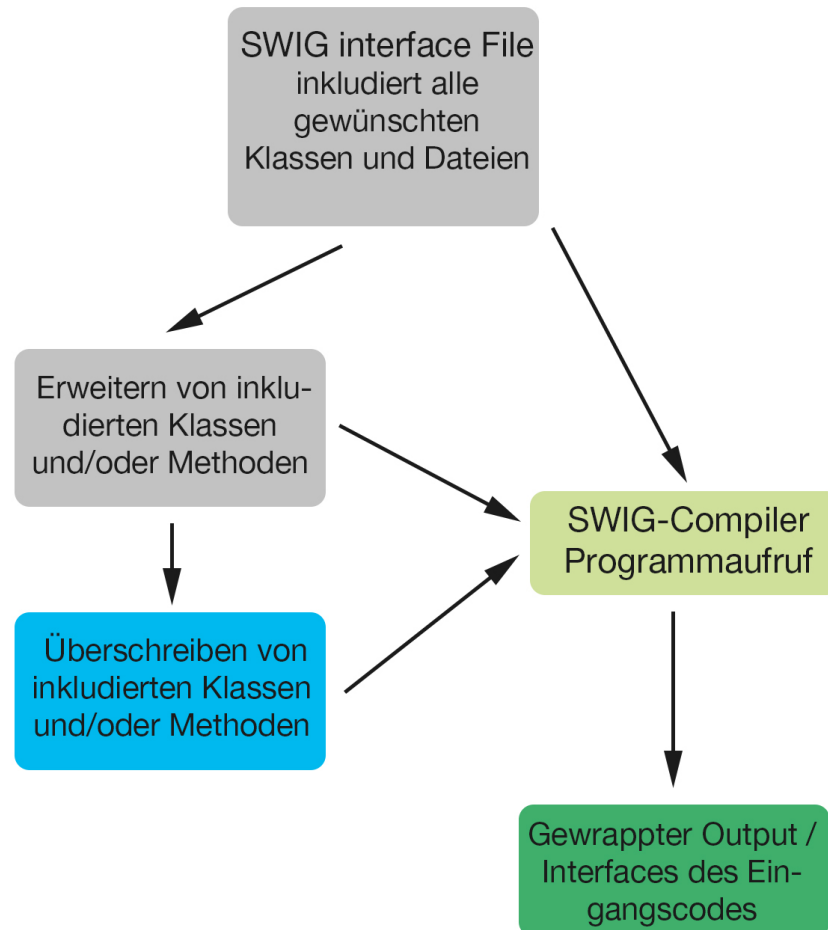 SWIG interface File
inkludiert alle
gewünschten
Klassen und Dateien
Erweitern von inklu-
dierten Klassen
und/oder Methoden
SWIG-Compiler
Programmaufruf
Überschreiben von
inkludierten Klassen
und/oder Methoden
Gewrappter Output /
Interfaces des Ein-
gangscodes